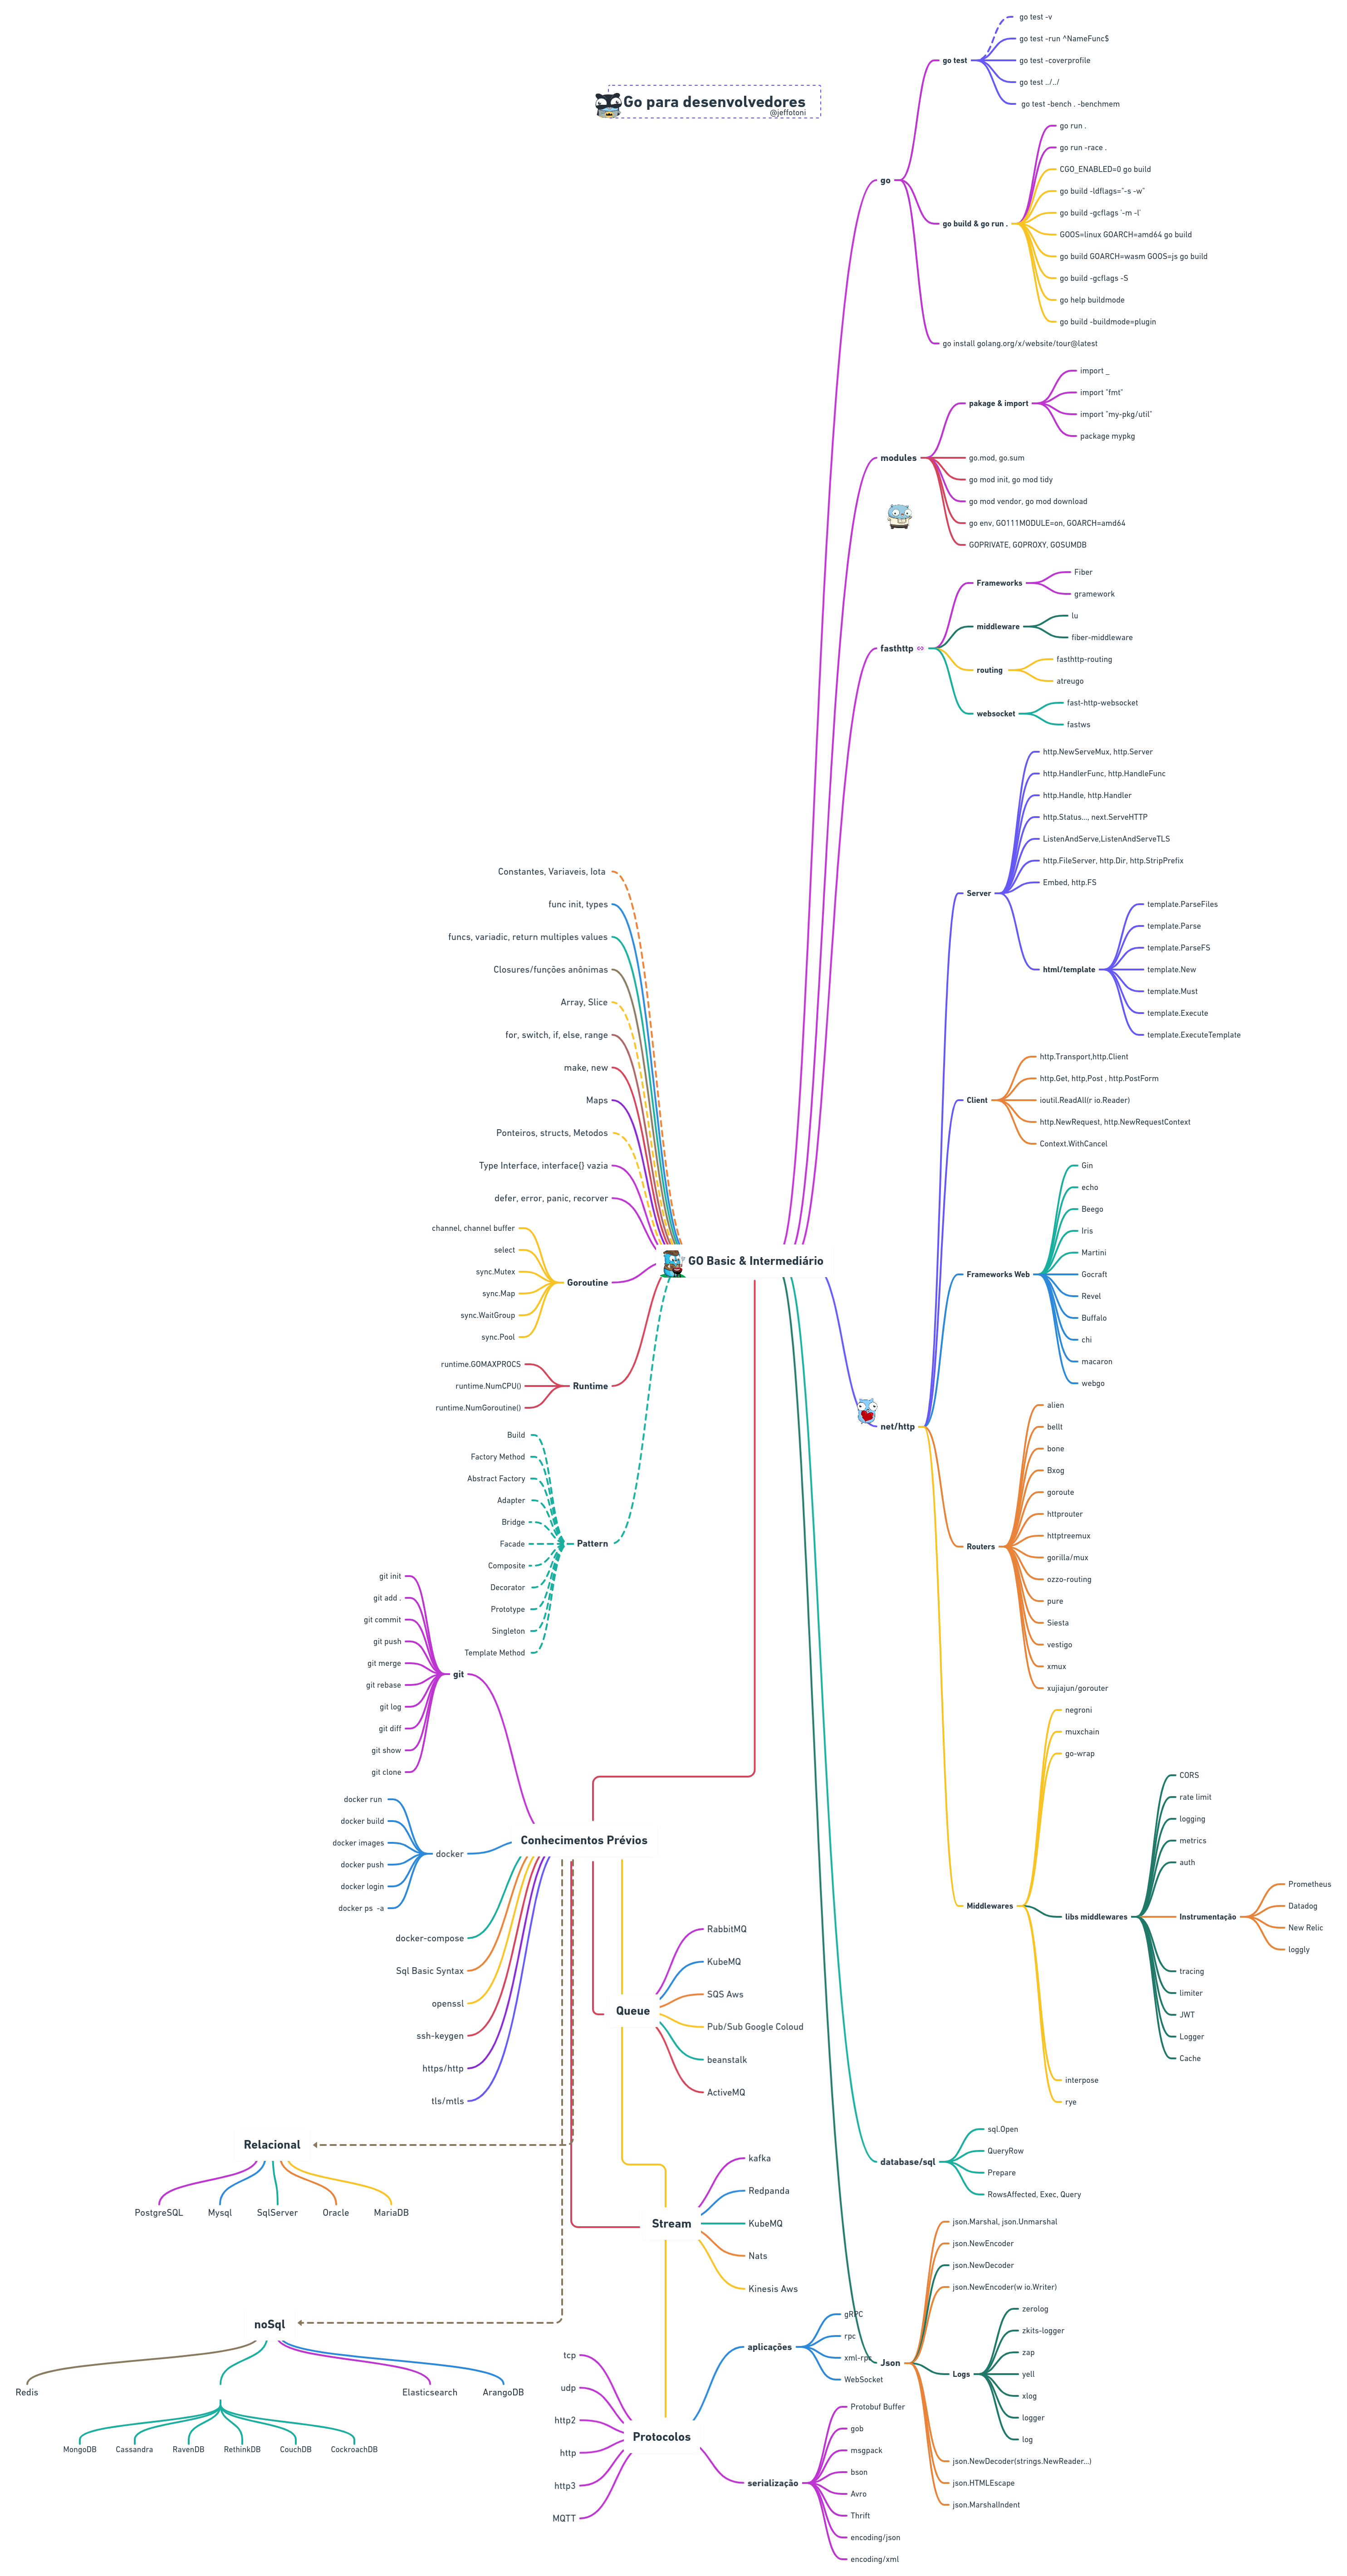 Go para desenvolvedores
@jeffotoni
go
go test
go test -v
go test -run ^NameFunc$
go test -coverprofile
go test ../../
go test -bench . -benchmem
go build & go run .
go run .
go run -race .
CGO_ENABLED=0 go build
go build -ldflags="-s -w"
go build -gcflags '-m -l'
GOOS=linux GOARCH=amd64 go build
go build GOARCH=wasm GOOS=js go build
go build -gcflags -S
go help buildmode
go build -buildmode=plugin
go install golang.org/x/website/tour@latest
modules
pakage & import
import _
import "fmt"
import "my-pkg/util"
package mypkg
go.mod, go.sum
go mod init, go mod tidy
go mod vendor, go mod download
go env, GO111MODULE=on, GOARCH=amd64
GOPRIVATE, GOPROXY, GOSUMDB
fasthttp
Frameworks
Fiber
gramework
middleware
lu
fiber-middleware
routing
fasthttp-routing
atreugo
websocket
fast-http-websocket
fastws
Constantes, Variaveis, Iota
func init, types
funcs, variadic, return multiples values
Closures/funções anônimas
Array, Slice
for, switch, if, else, range
make, new
Maps
Ponteiros, structs, Metodos
Type Interface, interface{} vazia
defer, error, panic, recorver
GO Basic & Intermediário
Goroutine
channel, channel buffer
select
sync.Mutex
sync.Map
sync.WaitGroup
sync.Pool
Runtime
runtime.GOMAXPROCS
runtime.NumCPU()
runtime.NumGoroutine()
Pattern
Build
Factory Method
Abstract Factory
Adapter
Bridge
Facade
Composite
Decorator
Prototype
Singleton
Template Method
net/http
Server
http.NewServeMux, http.Server
http.HandlerFunc, http.HandleFunc
http.Handle, http.Handler
http.Status..., next.ServeHTTP
ListenAndServe,ListenAndServeTLS
http.FileServer, http.Dir, http.StripPrefix
Embed, http.FS
html/template
template.ParseFiles
template.Parse
template.ParseFS
template.New
template.Must
template.Execute
template.ExecuteTemplate
Client
http.Transport,http.Client
http.Get, http,Post , http.PostForm
ioutil.ReadAll(r io.Reader)
http.NewRequest, http.NewRequestContext
Context.WithCancel
Frameworks Web
Gin
echo
Beego
Iris
Martini
Gocraft
Revel
Buffalo
chi
macaron
webgo
Routers
alien
bellt
bone
Bxog
goroute
httprouter
httptreemux
gorilla/mux
ozzo-routing
pure
Siesta
vestigo
xmux
xujiajun/gorouter
Middlewares
negroni
muxchain
go-wrap
libs middlewares
CORS
rate limit
logging
metrics
auth
Instrumentação
Prometheus
Datadog
New Relic
loggly
tracing
limiter
JWT
Logger
Cache
interpose
rye
git
git init
git add .
git commit
git push
git merge
git rebase
git log
git diff
git show
git clone
Conhecimentos Prévios
docker
docker run
docker build
docker images
docker push
docker login
docker ps -a
docker-compose
Sql Basic Syntax
openssl
ssh-keygen
https/http
tls/mtls
Queue
RabbitMQ
KubeMQ
SQS Aws
Pub/Sub Google Coloud
beanstalk
ActiveMQ
Relacional
PostgreSQL
Mysql
SqlServer
Oracle
MariaDB
database/sql
sql.Open
QueryRow
Prepare
RowsAffected, Exec, Query
Stream
kafka
Redpanda
KubeMQ
Nats
Kinesis Aws
noSql
Redis
Elasticsearch
ArangoDB
MongoDB
Cassandra
RavenDB
RethinkDB
CouchDB
CockroachDB
Json
json.Marshal, json.Unmarshal
json.NewEncoder
json.NewDecoder
json.NewEncoder(w io.Writer)
Logs
zerolog
zkits-logger
zap
yell
xlog
logger
log
json.NewDecoder(strings.NewReader...)
json.HTMLEscape
json.MarshalIndent
Protocolos
tcp
udp
http2
http
http3
MQTT
aplicações
gRPC
rpc
xml-rpc
WebSocket
serialização
Protobuf Buffer
gob
msgpack
bson
Avro
Thrift
encoding/json
encoding/xml